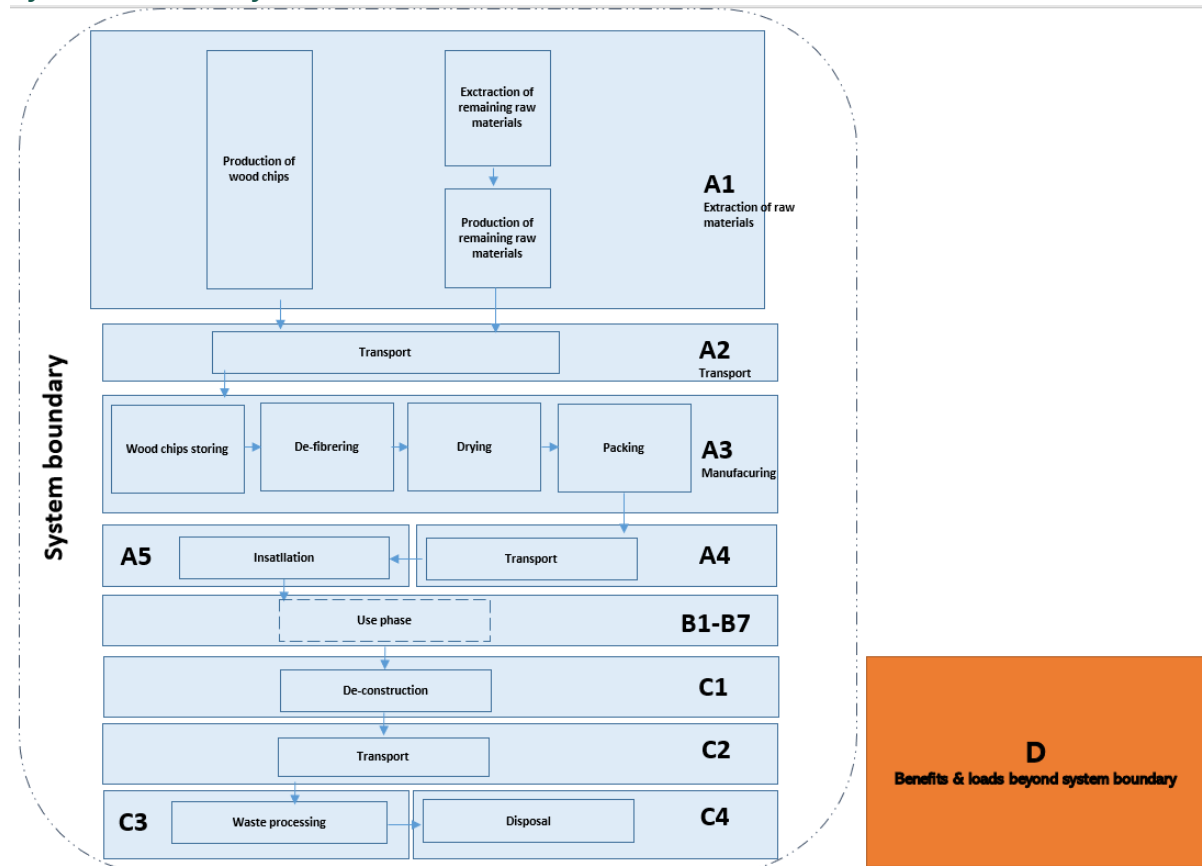 System boundary
Production of
wood chips
Exctraction of
remaining raw
materials
Production of
remaining raw
materials
A1
Extraction of raw
materials
Transport
A2
Transport
Wood chips storing
De-fibrering
Drying
Packing
A3
Manufacuring
A5
Insatllation
Transport
A4
Use phase
B1-B7
De-construction
C1
Transport
C2
C3
Waste processing
Disposal
C4
D
Benefits & loads beyond system boundary